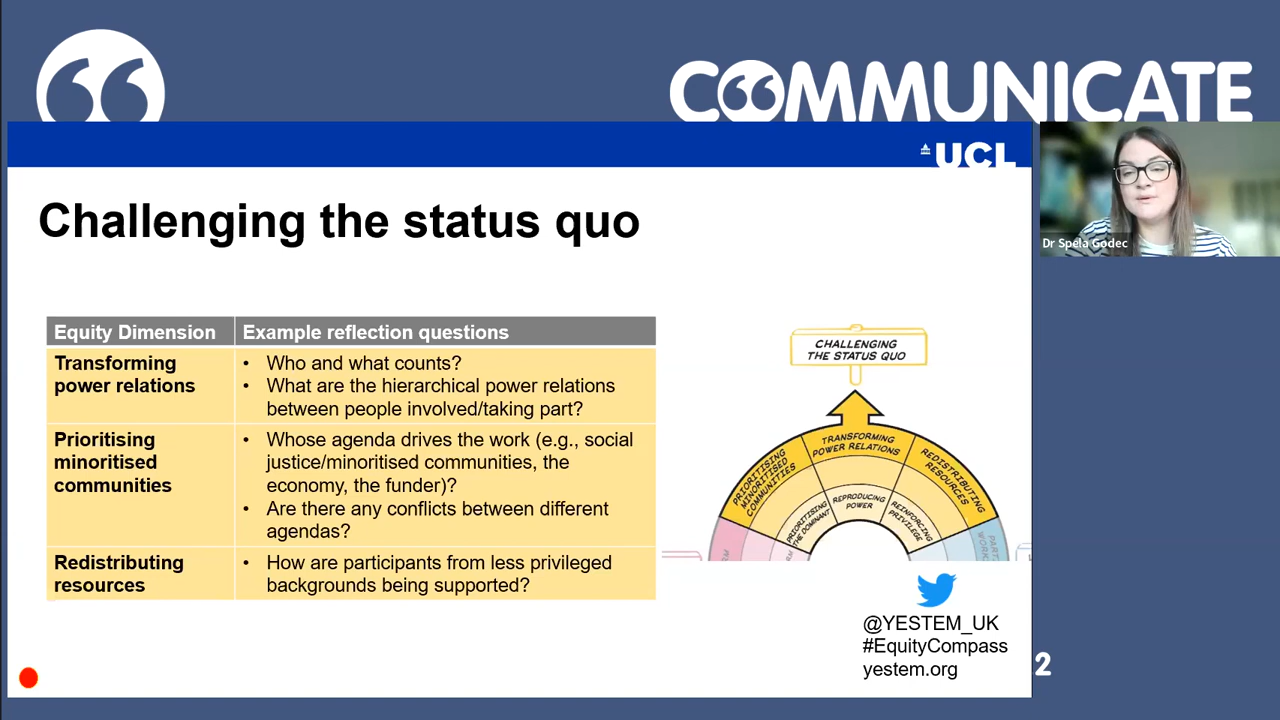 COMMUNICATE
UCL
Dr Spela Godec
Challenging the status quo
Equity Dimension
Example reflection questions
Transforming
power relations
• Who and what counts?
• What are the hierarchical power relations
between people involved/taking part?
Prioritising
minoritised
communities
• Whose agenda drives the work (e.g., social
justice/minoritised communities, the
economy, the funder)?
• Are there any conflicts between different
agendas?
Redistributing
resources
• How are participants from less privileged
backgrounds being supported?
CHALLENGING
THE STATUS QUO
PRIORITISING
MINORITISED
COMMUNITIES
TRANSFORMING
POWER RELATIONS
REDISTRIBUTING
RESOURCES
PRIORITISING
THE DOMINANT
REPRODUCING
POWER
REINFORCING
PRIVILEGE
@YESTEM_UK
#EquityCompass
yestem.org
2